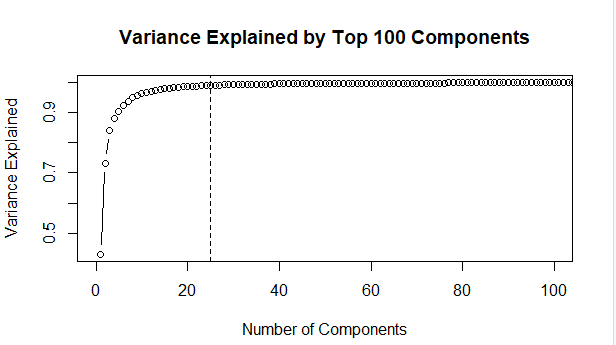 Variance Explained by Top 100 Components
Variance Explained
0.5 0.7 0.9
0 20 40 60 80 100
Number of Components